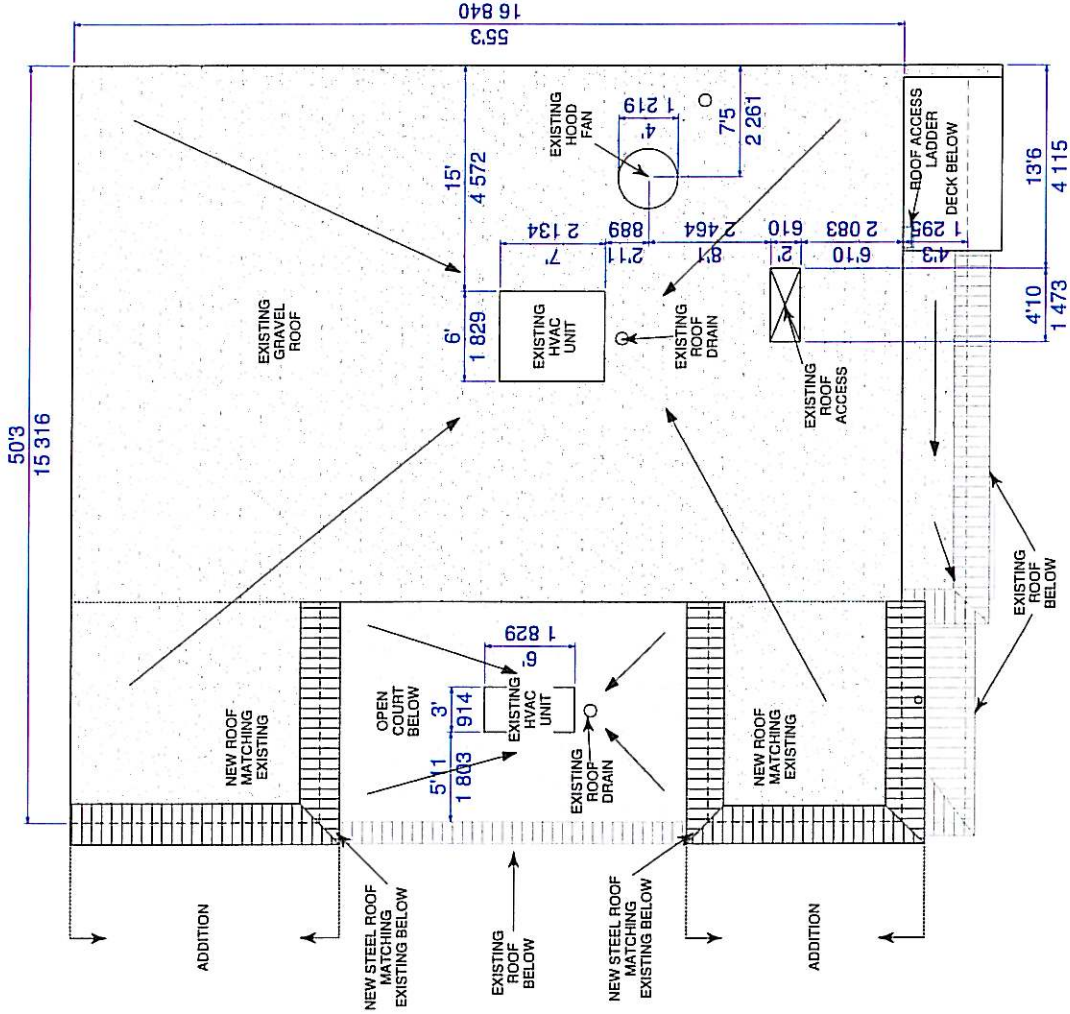 50'3
15 316
55'3
16 840
EXISTING
GRAVEL
ROOF
15'
4 572
6'
1 829
7'
2 134
EXISTING
HVAC
UNIT
EXISTING
HOOD
FAN
4'
1 219
7'5
2 261
2'11
889
8'1
2 464
2'
610
6'10
2 083
4'3
1 295
EXISTING
ROOF
DRAIN
EXISTING
ROOF
ACCESS
ROOF ACCESS
LADDER
DECK BELOW
13'6
4 115
4'10
1 473
NEW ROOF
MATCHING
EXISTING
OPEN
COURT
BELOW
3'
914
6'
1 829
EXISTING
HVAC
UNIT
5'11
1 803
EXISTING
ROOF
DRAIN
NEW ROOF
MATCHING
EXISTING
EXISTING
ROOF
BELOW
ADDITION
NEW STEEL ROOF
MATCHING
EXISTING BELOW
EXISTING
ROOF
BELOW
NEW STEEL ROOF
MATCHING
EXISTING BELOW
ADDITION